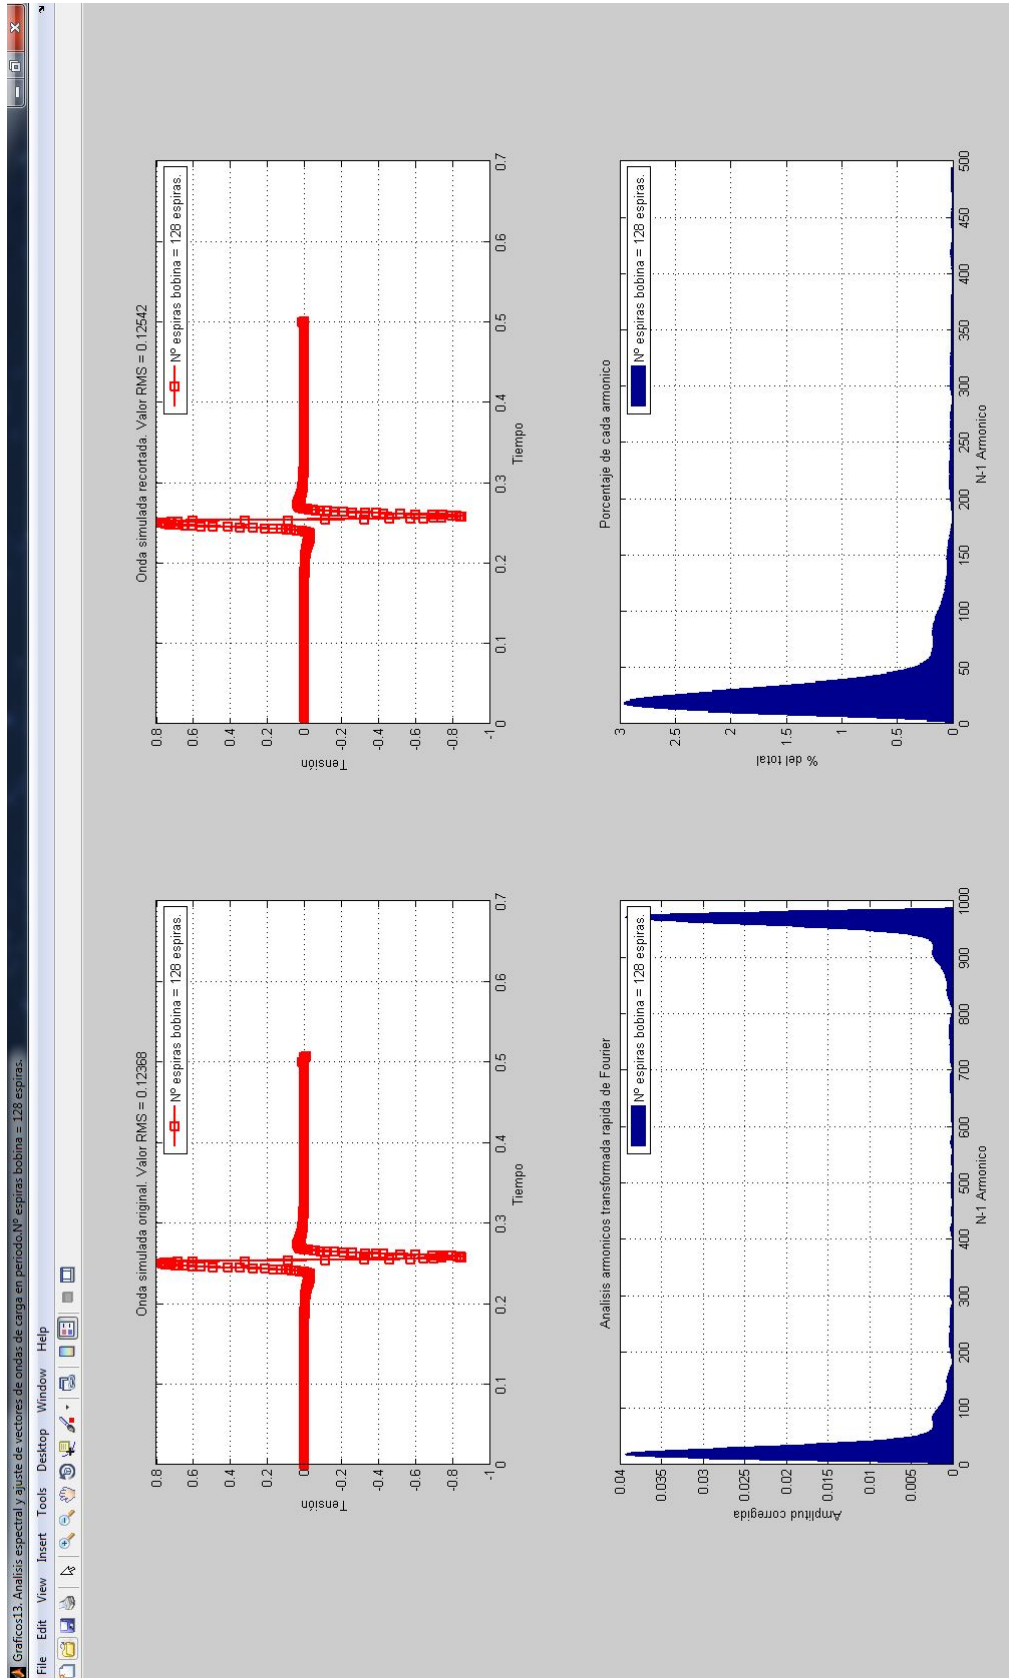 Graficos13. Analisis espectral y ajuste de vectores de ondas de carga en periodo.Nº espiras bobina = 128 espiras.
File Edit View Insert Tools Desktop Window Help
Onda simulada original. Valor RMS = 0.12368
Nº espiras bobina = 128 espiras.
Tensión
0.8
0.6
0.4
0.2
0
-0.2
-0.4
-0.6
-0.8
-1
0 0.1 0.2 0.3 0.4 0.5 0.6 0.7
Tiempo
Onda simulada recortada. Valor RMS = 0.12542
Nº espiras bobina = 128 espiras.
Tensión
0.8
0.6
0.4
0.2
0
-0.2
-0.4
-0.6
-0.8
-1
0 0.1 0.2 0.3 0.4 0.5 0.6 0.7
Tiempo
Analisis armonicos transformada rapida de Fourier
Nº espiras bobina = 128 espiras.
Amplitud corregida
0.04
0.035
0.03
0.025
0.02
0.015
0.01
0.005
0
100 200 300 400 500 600 700 800 900 1000
N-1 Armonico
Porcentaje de cada armonico
Nº espiras bobina = 128 espiras.
% del total
3
2.5
2
1.5
1
0.5
0
0 50 100 150 200 250 300 350 400 450 500
N-1 Armonico